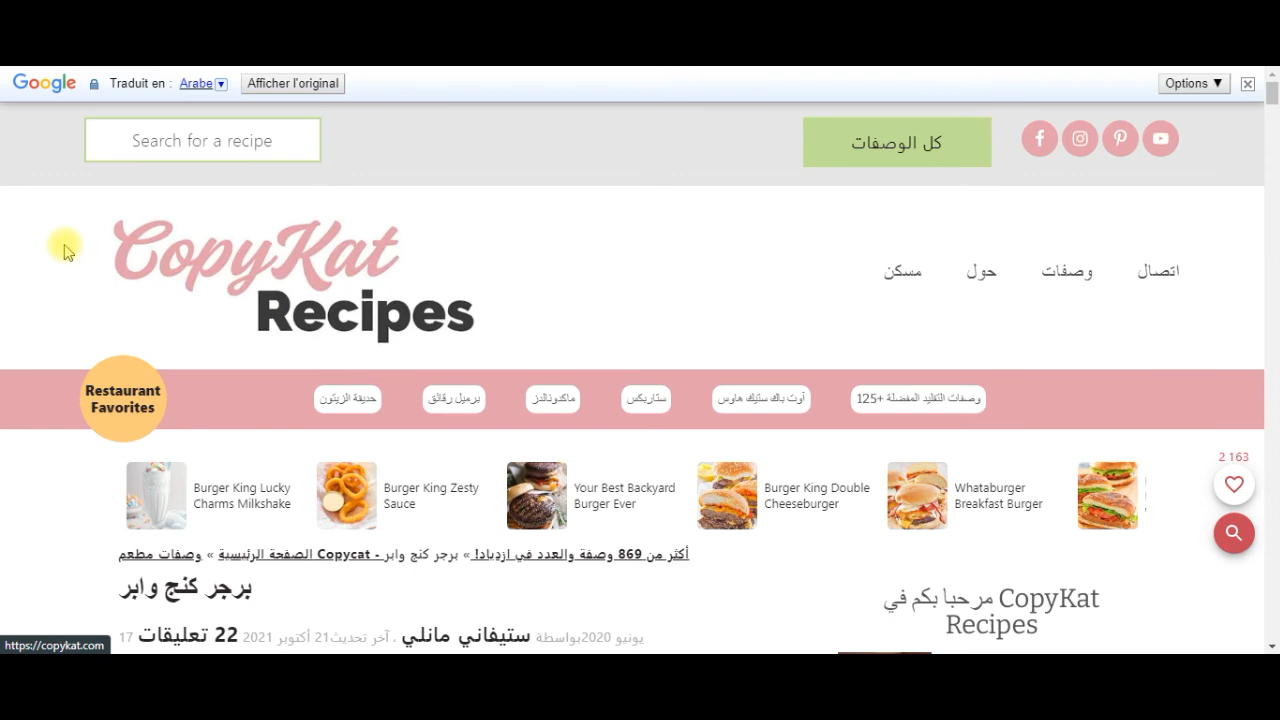 Google Traduit en : Arabe ▼ Afficher l'original Options ▼
Search for a recipe
كل الوصفات
CopyKat
Recipes
مسكن حول وصفات اتصال
Restaurant
Favorites
حديقة الزيتون
برميل رقائق
ماكدونالدز
ستاربكس
آوت باك ستيك هاوس
وصفات التقليد المفضلة +125
Burger King Lucky
Charms Milkshake
Burger King Zesty
Sauce
Your Best Backyard
Burger Ever
Burger King Double
Cheeseburger
Whataburger
Breakfast Burger
2 163
أكثر من 869 وصفة والعدد في ازدياد! » برجر كنج وابر - Copycat الصفحة الرئيسية » وصفات مطعم
برجر كنج وابر
17 يونيو 2020بواسطة ستيفاني مانلي ، آخر تحديث21 أكتوبر 2021 22 تعليقات
مرحبا بكم في CopyKat
Recipes
https://copykat.com